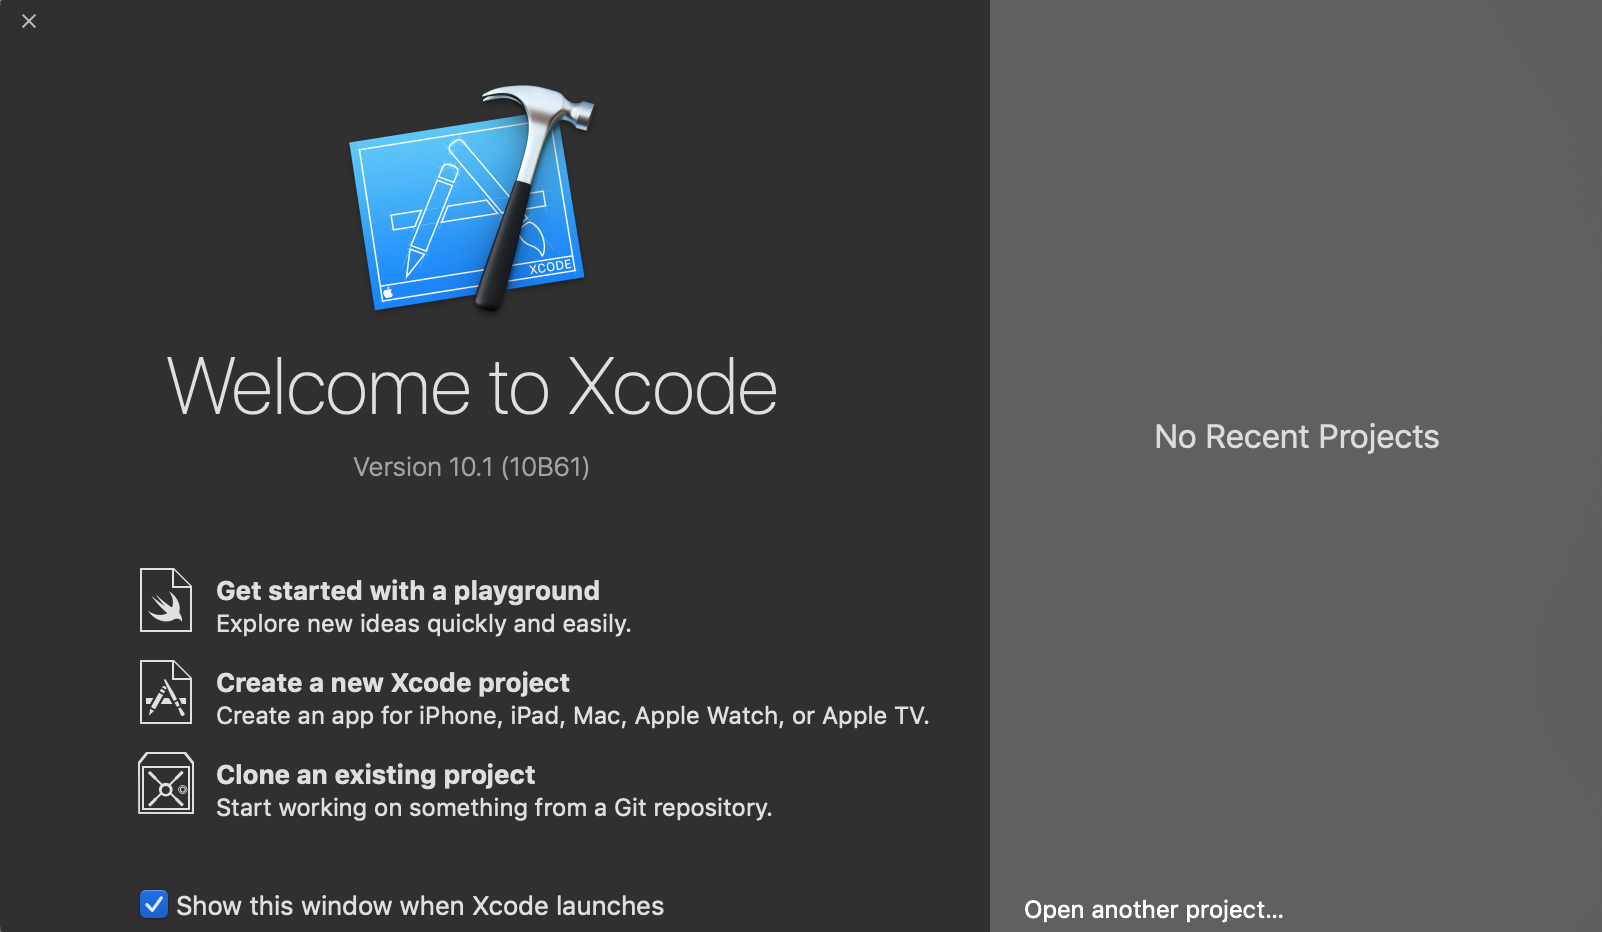 XCODE
Welcome to Xcode
Version 10.1 (10B61)
Get started with a playground
Explore new ideas quickly and easily.
Create a new Xcode project
Create an app for iPhone, iPad, Mac, Apple Watch, or Apple TV.
Clone an existing project
Start working on something from a Git repository.
Show this window when Xcode launches
No Recent Projects
Open another project...